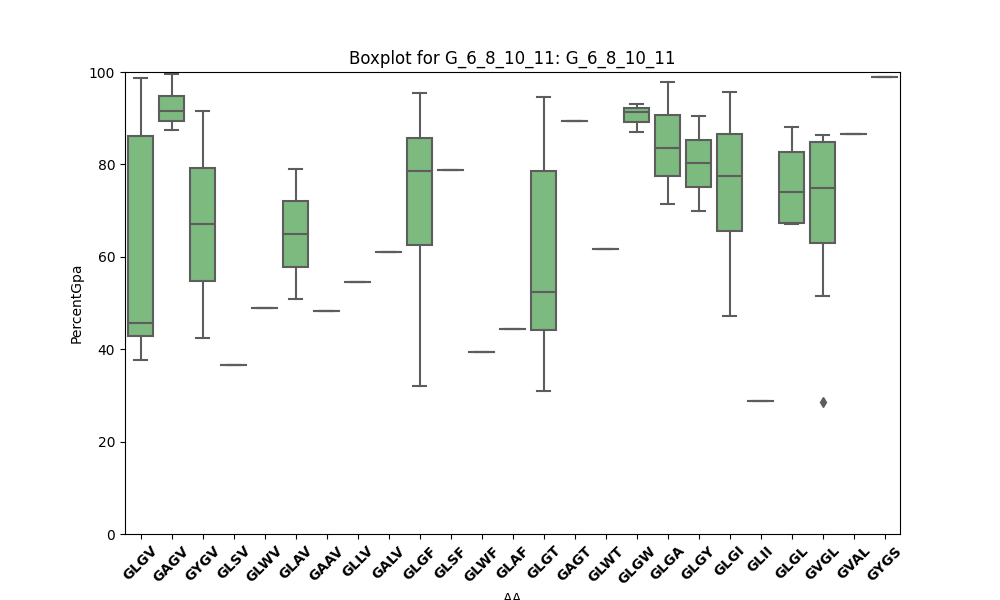 Boxplot for G_6_8_10_11: G_6_8_10_11
PercentGpa
100
80
60
40
20
0
GLGV GAGV GYGV GLSV GLWV GLAV GAAV GLLV GALV GLGF GLSF GLWF GLAF GLGT GAGT GLWT GLGW GLGA GLGY GLGI GLII GLGL GVGL GVAL GYGS
AA